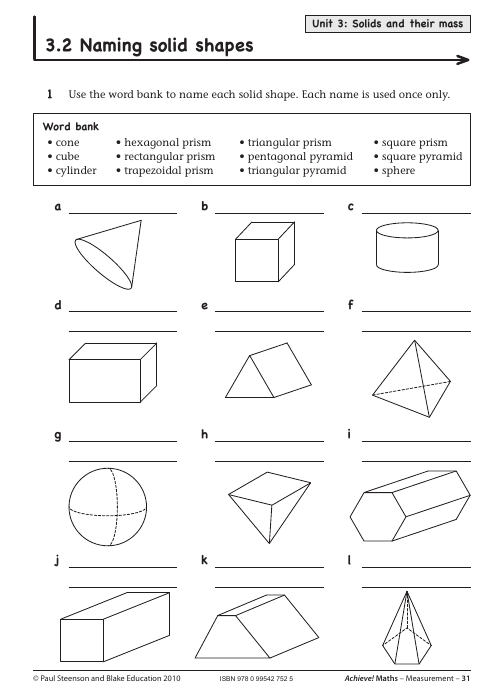 Unit 3: Solids and their mass
3.2 Naming solid shapes
1 Use the word bank to name each solid shape. Each name is used once only.
Word bank
• cone • hexagonal prism • triangular prism • square prism
• cube • rectangular prism • pentagonal pyramid • square pyramid
• cylinder • trapezoidal prism • triangular pyramid • sphere
a b c
d e f
g h i
j k l
© Paul Steenson and Blake Education 2010 ISBN 978 0 99542 752 5 Achieve! Maths – Measurement – 31